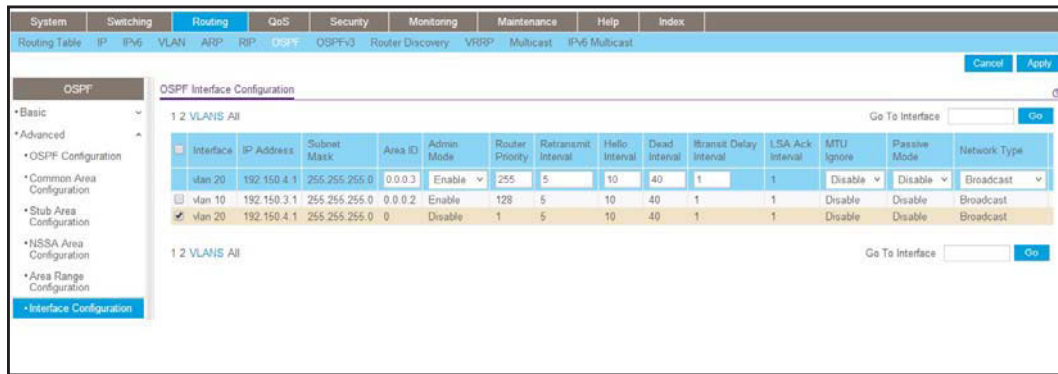 System Switching Routing QoS Security Monitoring Maintenance Help Index
Routing Table IP IPv6 VLAN ARP RIP OSPF OSPFv3 Router Discovery VRRP Multicast IPv6 Multicast
Cancel Apply
OSPF
•Basic
•Advanced
•OSPF Configuration
•Common Area
Configuration
•Stub Area
Configuration
•NSSA Area
Configuration
•Area Range
Configuration
•Interface Configuration
OSPF Interface Configuration
1 2 VLANS All Go To Interface Go
Interface IP Address Subnet Mask Area ID Admin Mode Router Priority Retransmit Interval Hello Interval Dead Interval Iftransit Delay Interval LSA Ack Interval MTU Ignore Passive Mode Network Type
vlan 20 192.150.4.1 255.255.255.0 0.0.0.3 Enable 255 5 10 40 1 1 Disable Disable Broadcast
vlan 10 192.150.3.1 255.255.255.0 0.0.0.2 Enable 128 5 10 40 1 1 Disable Disable Broadcast
vlan 20 192.150.4.1 255.255.255.0 0 Disable 1 5 10 40 1 1 Disable Disable Broadcast
1 2 VLANS All Go To Interface Go